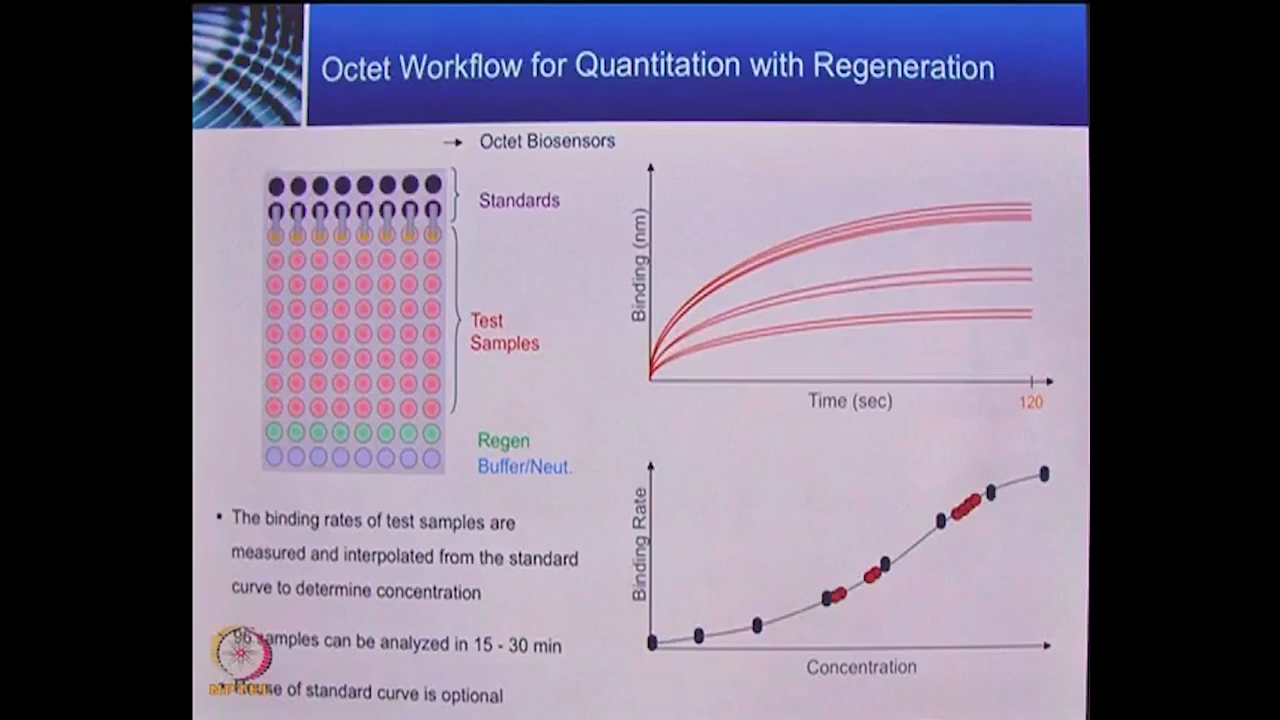 Octet Workflow for Quantitation with Regeneration
Octet Biosensors
Standards
Test
Samples
Regen
Buffer/Neut.
Binding (nm)
Time (sec)
120
Binding Rate
Concentration
▪ The binding rates of test samples are
measured and interpolated from the standard
curve to determine concentration
96 samples can be analyzed in 15 - 30 min
of standard curve is optional
NPTEL